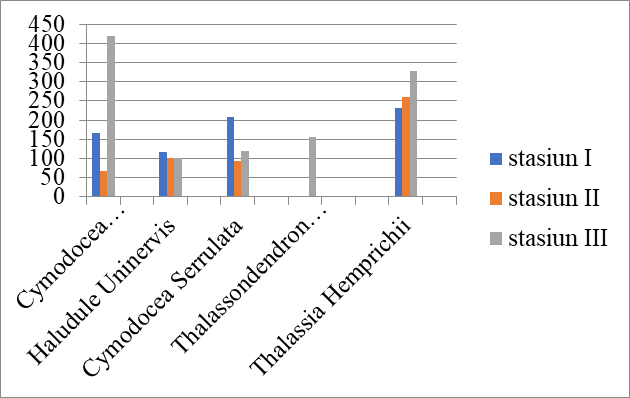 450
400
350
300
250
200
150
100
50
0
Cymodocea...
Haludule Uninervis
Cymodocea Serrulata
Thalassondendron...
Thalassia Hemprichii
stasiun I
stasiun II
stasiun III